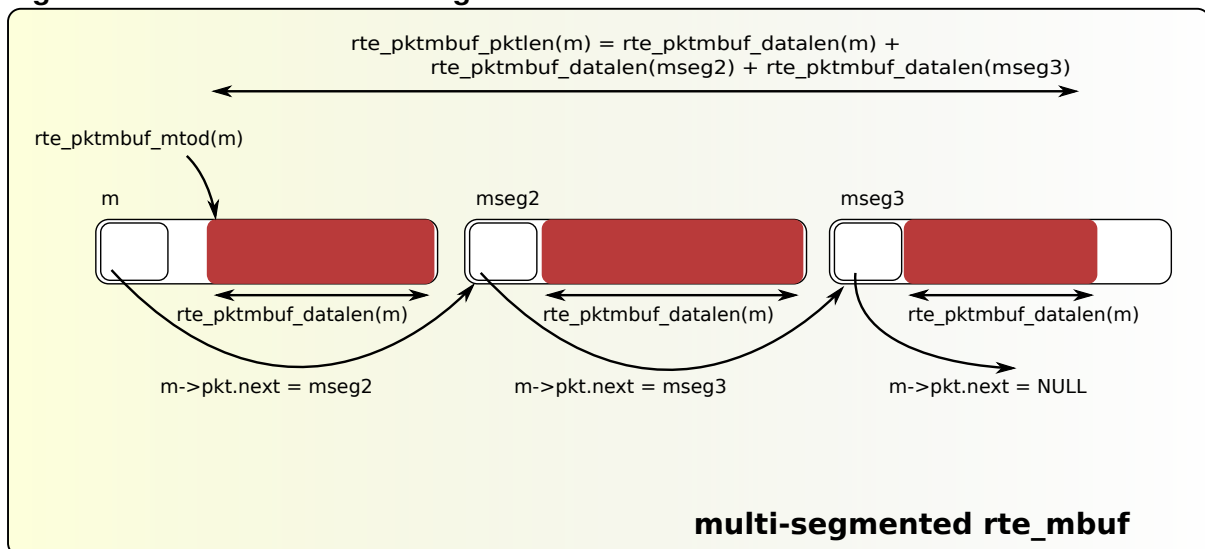 rte_pktmbuf_pktlen(m) = rte_pktmbuf_datalen(m) +
rte_pktmbuf_datalen(mseg2) + rte_pktmbuf_datalen(mseg3)
rte_pktmbuf_mtod(m)
m
mseg2
mseg3
rte_pktmbuf_datalen(m)
rte_pktmbuf_datalen(m)
rte_pktmbuf_datalen(m)
m->pkt.next = mseg2
m->pkt.next = mseg3
m->pkt.next = NULL
multi-segmented rte_mbuf